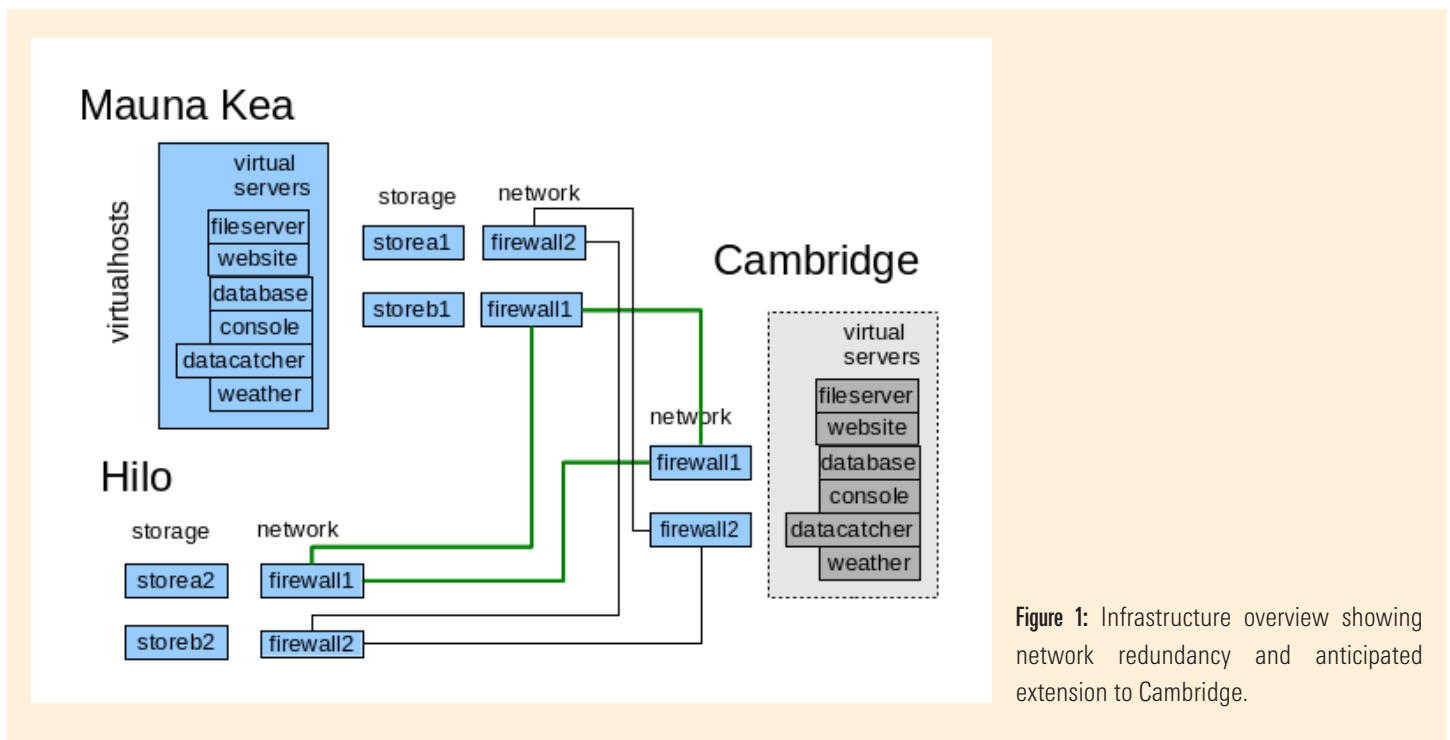 Mauna Kea
virtualhosts
virtual
servers
fileserver
website
database
console
datacatcher
weather
storage
storea1
storeb1
network
firewall2
firewall1
Cambridge
network
firewall1
firewall2
virtual
servers
fileserver
website
database
console
datacatcher
weather
Hilo
storage
storea2
storeb2
network
firewall1
firewall2
Figure 1: Infrastructure overview showing
network redundancy and anticipated
extension to Cambridge.